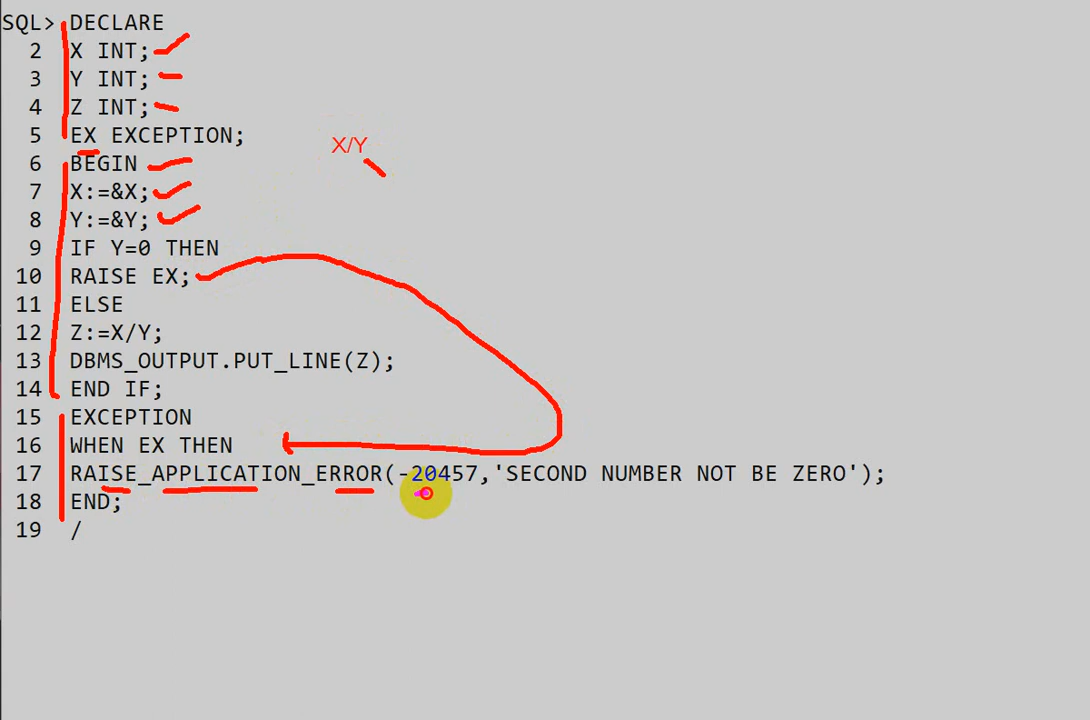 SQL> DECLARE
2 X INT;
3 Y INT;
4 Z INT;
5 EX EXCEPTION;
X/Y
6 BEGIN
7 X:=&X;
8 Y:=&Y;
9 IF Y=0 THEN
10 RAISE EX;
11 ELSE
12 Z:=X/Y;
13 DBMS_OUTPUT.PUT_LINE(Z);
14 END IF;
15 EXCEPTION
16 WHEN EX THEN
17 RAISE_APPLICATION_ERROR(-20457,'SECOND NUMBER NOT BE ZERO');
18 END;
19 /